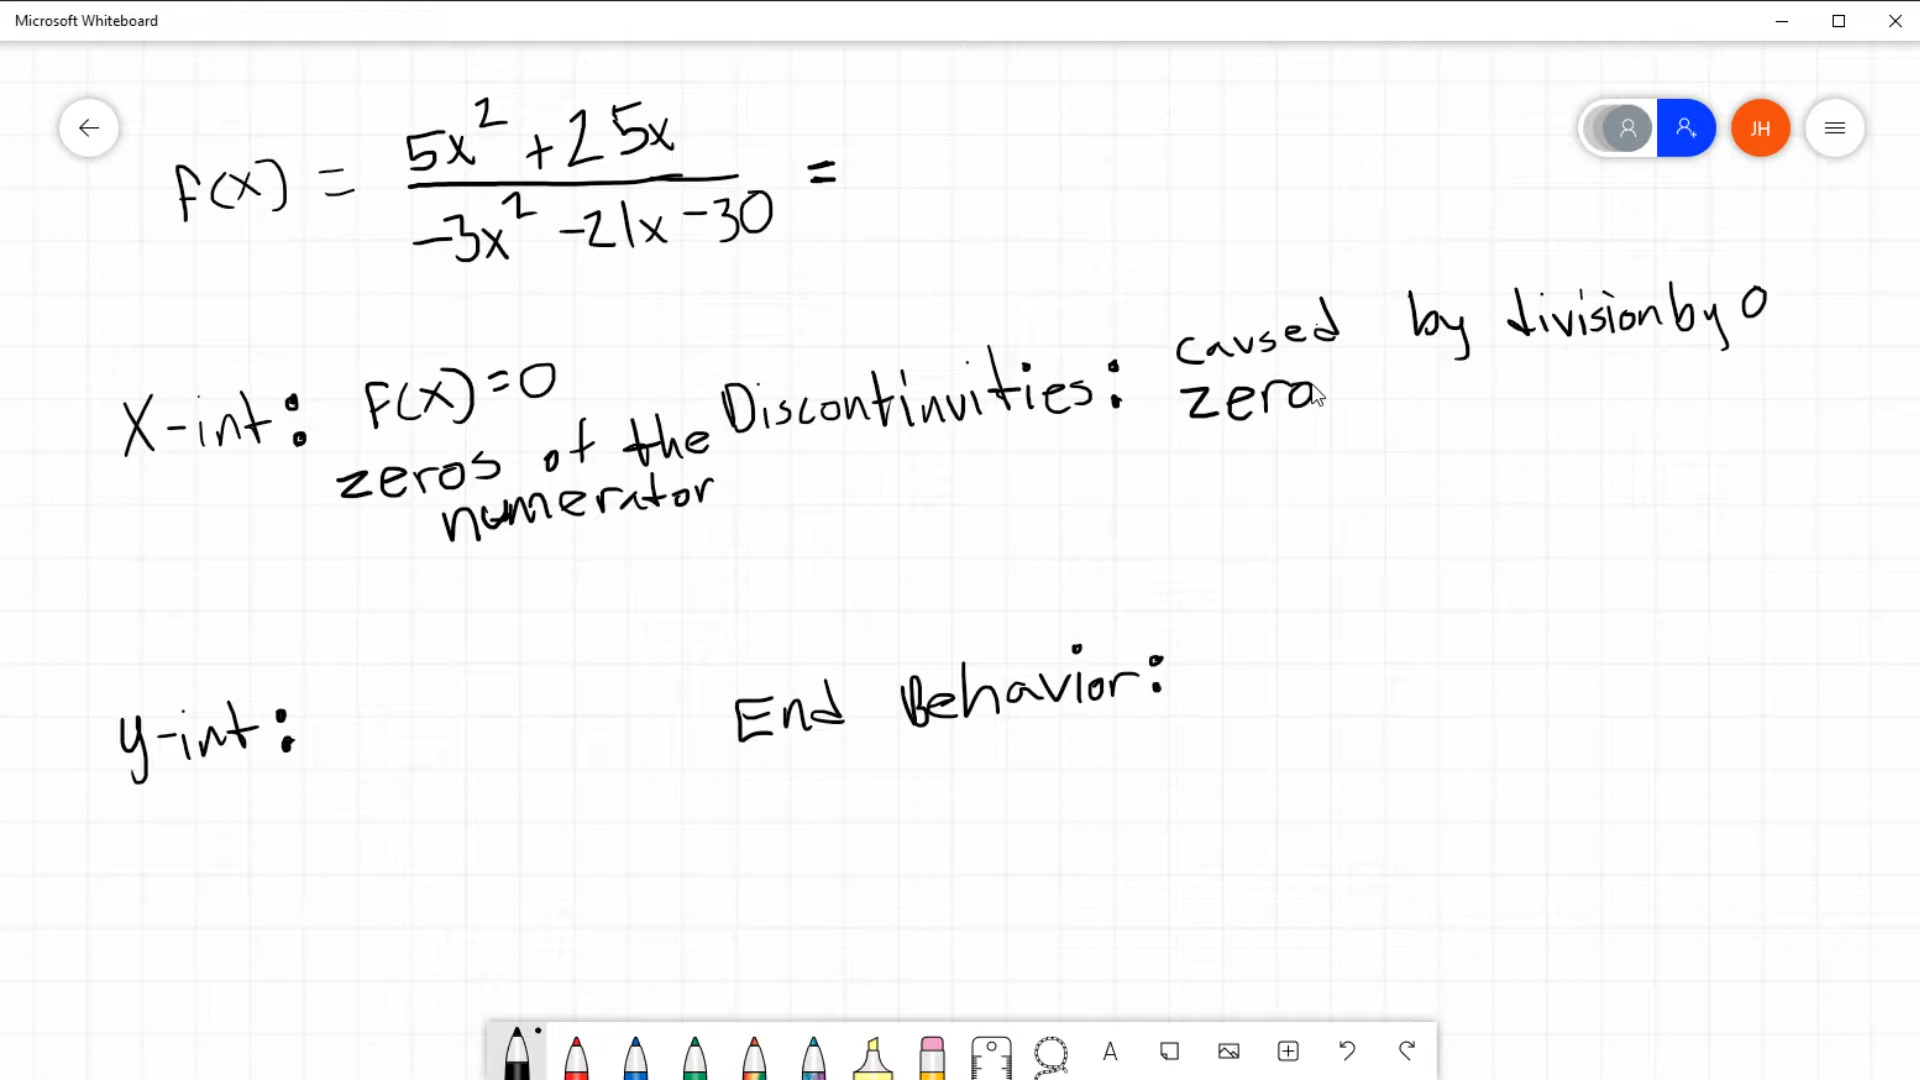 Microsoft Whiteboard
JH
f(x) = \frac{5x^2 + 25x}{-3x^2 - 21x - 30} =
X-int: f(x)=0
zeros of the
numerator
Discontinuities: caused by division by 0
zero
y-int:
End Behavior:
A